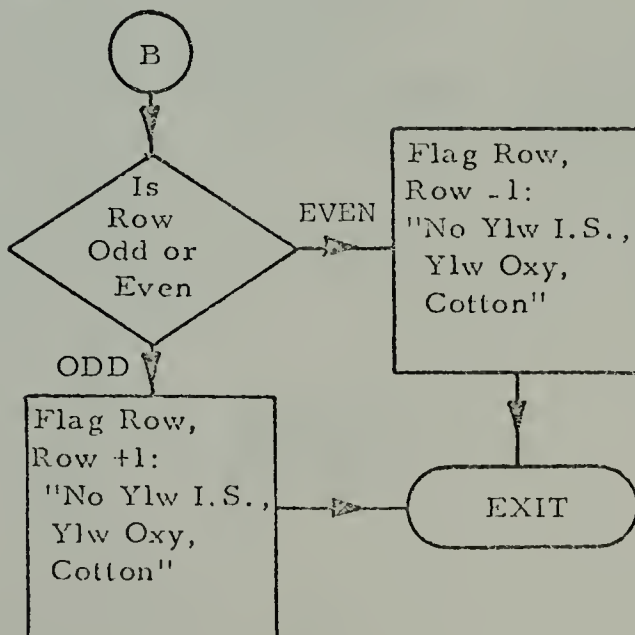 B
Is
Row
Odd or
Even
EVEN
Flag Row,
Row -1:
"No Ylw I.S.,
Ylw Oxy,
Cotton"
ODD
Flag Row,
Row +1:
"No Ylw I.S.,
Ylw Oxy,
Cotton"
EXIT